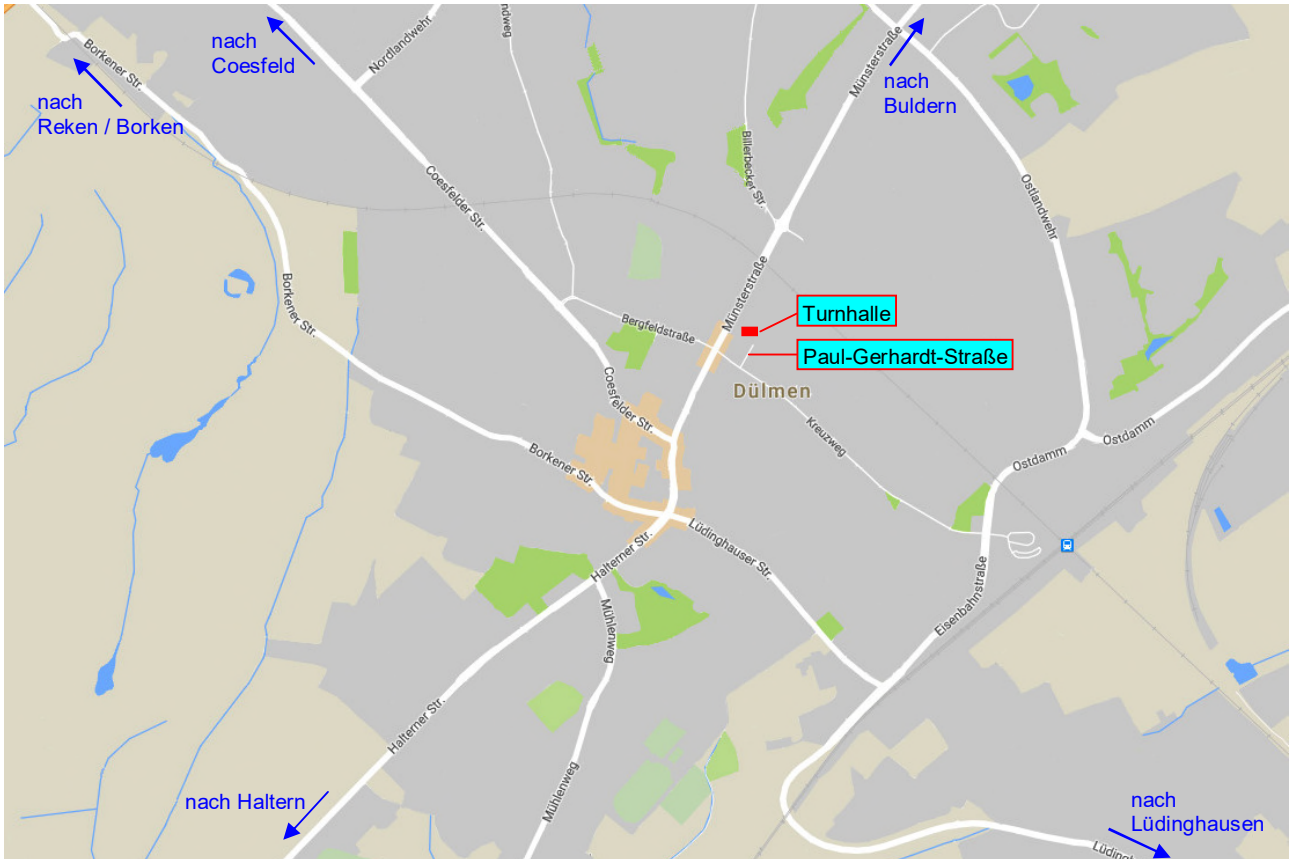 nach
Coesfeld
Nordlandwehr
ndweg
Münsterstraße
nach
Buldern
Borkener Str.
nach
Reken / Borken
Billerbecker Str.
Coesfelder Str.
Ostlandwehr
Borkener Str.
Münsterstraße
Bergfeldstraße
Turnhalle
Paul-Gerhardt-Straße
Dülmen
Coesfelder Str.
Kreuzweg
Ostdamm
Ostdamm
Borkener Str.
Lüdinghauser Str.
Halterner Str.
Eisenbahnstraße
Mühlenweg
Halterner Str.
Mühlenweg
nach Haltern
nach
Lüdinghausen
Lüdingh